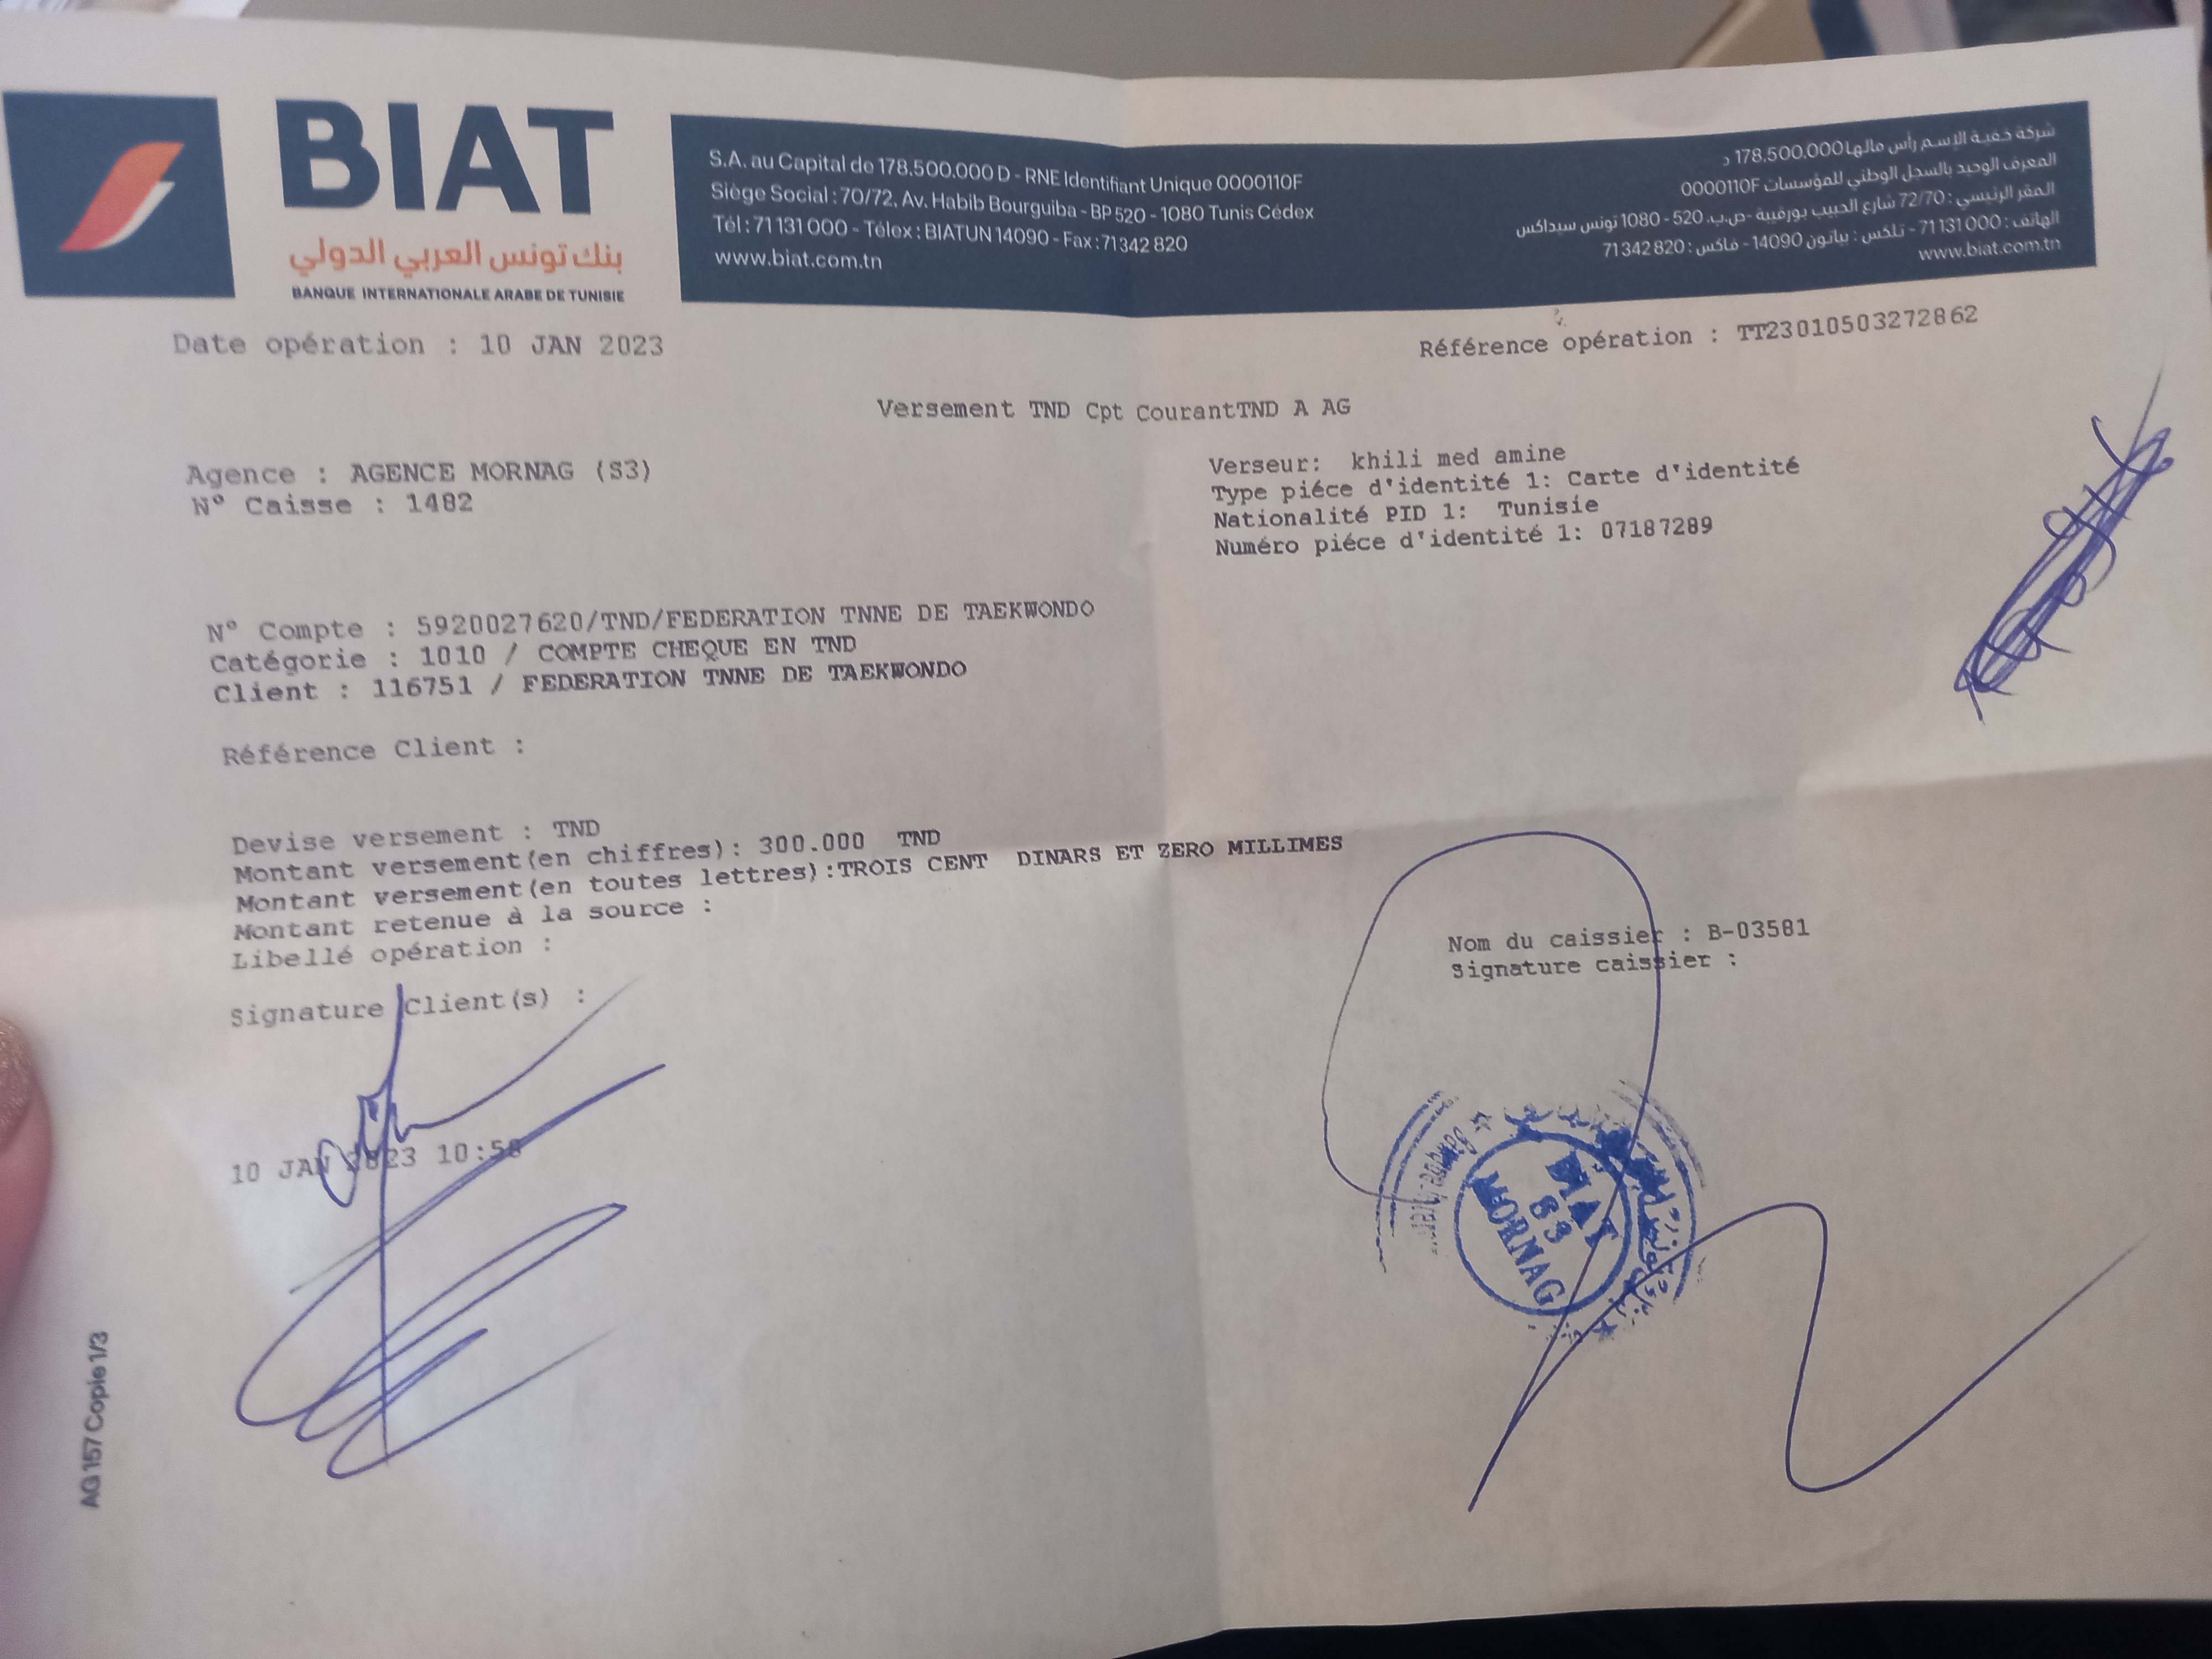 BIAT
بنك تونس العربي الدولي
BANQUE INTERNATIONALE ARABE DE TUNISIE
S.A. au Capital de 178.500.000 D - RNE Identifiant Unique 0000110F
Siège Social : 70/72, Av. Habib Bourguiba - BP 520 - 1080 Tunis Cédex
Tél : 71 131 000 - Télex : BIATUN 14090 - Fax : 71 342 820
www.biat.com.tn
شركة خفية الإسم رأس مالها 178.500.000 د
المعرف الوحيد بالسجل الوطني للمؤسسات 0000110F
المقر الرئيسي : 72/70 شارع الحبيب بورقيبة -ص.ب. 520 - 1080 تونس سيداكس
الهاتف : 71 131 000 - تلكس : بياتون 14090 - فاكس : 71 342 820
www.biat.com.tn
Date opération : 10 JAN 2023
Référence opération : TT23010503272862
Versement TND Cpt CourantTND A AG
Agence : AGENCE MORNAG (S3)
N° Caisse : 1482
Verseur: khili med amine
Type piéce d'identité 1: Carte d'identité
Nationalité PID 1: Tunisie
Numéro piéce d'identité 1: 07187289
N° Compte : 5920027620/TND/FEDERATION TNNE DE TAEKWONDO
Catégorie : 1010 / COMPTE CHEQUE EN TND
Client : 116751 / FEDERATION TNNE DE TAEKWONDO
Référence Client :
Devise versement : TND
Montant versement(en chiffres): 300.000 TND
Montant versement(en toutes lettres):TROIS CENT DINARS ET ZERO MILLIMES
Montant retenue à la source :
Libellé opération :
Nom du caissier : B-03581
Signature caissier :
Signature Client(s) :
10 JAN 2023 10:58
BIAT
MORNAG
AG 157 Copie 1/3